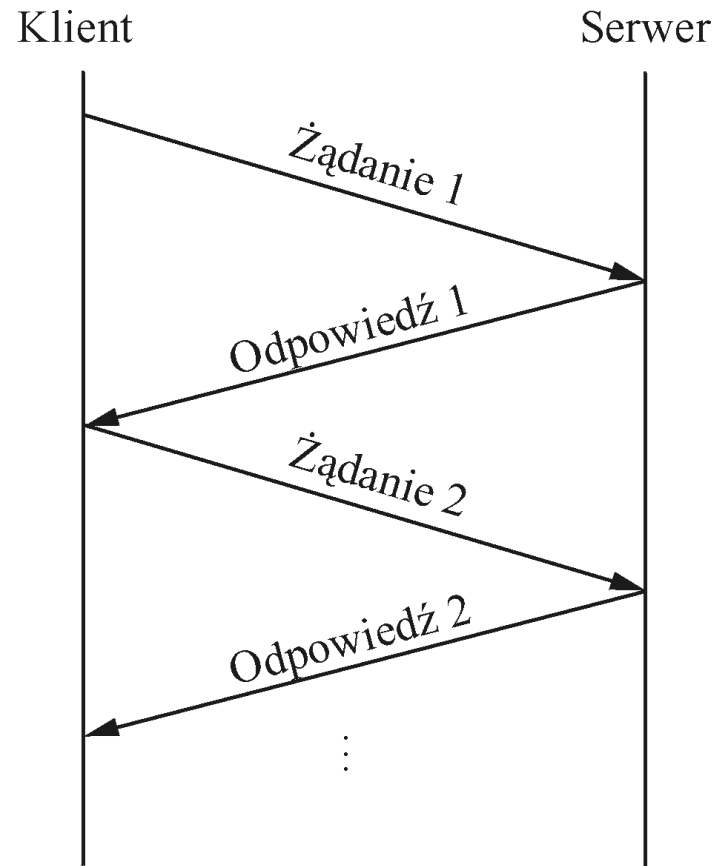 Klient
Serwer
Żądanie 1
Odpowiedź 1
Żądanie 2
Odpowiedź 2
⋮